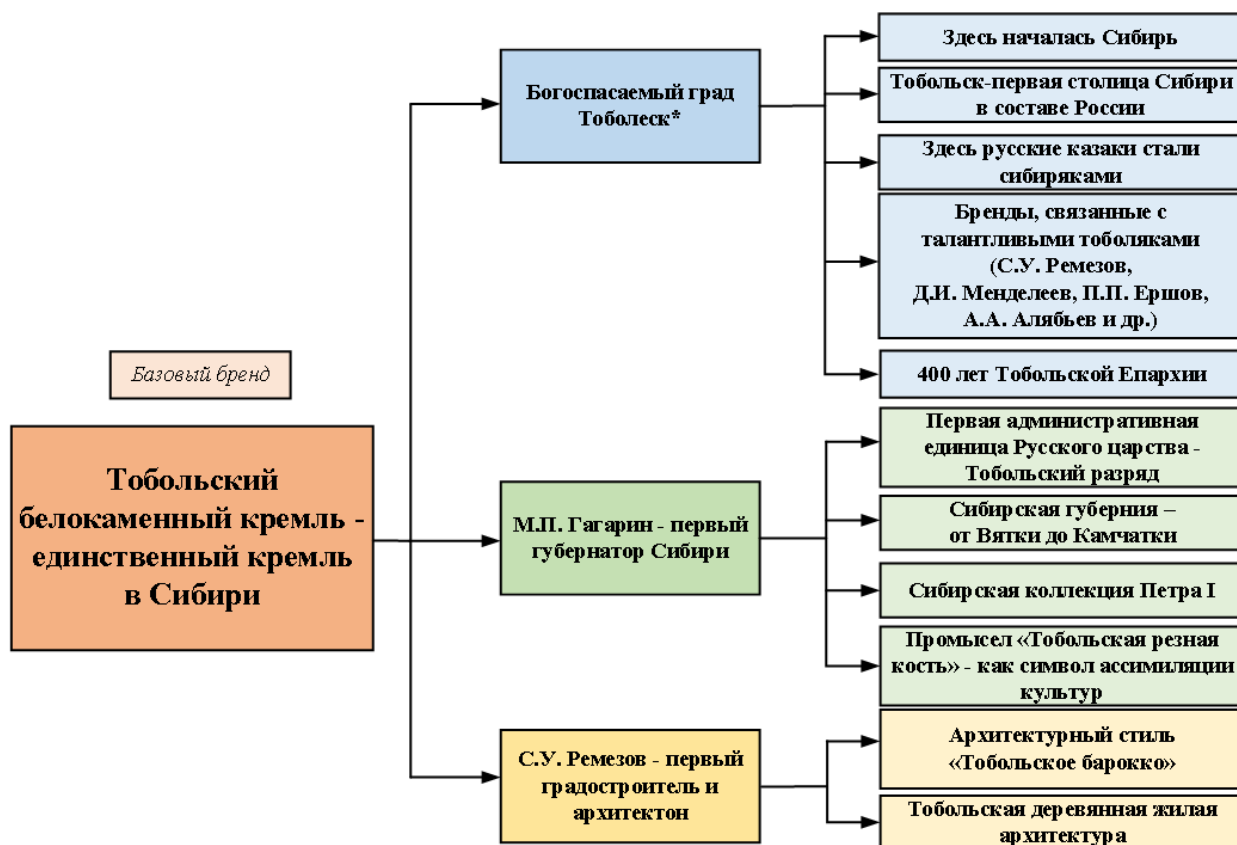 Базовый бренд
Тобольский
белокаменный кремль -
единственный кремль
в Сибири
Богоспасаемый град
Тоболеск*
Здесь началась Сибирь
Тобольск-первая столица Сибири
в составе России
Здесь русские казаки стали
сибиряками
Бренды, связанные с
талантливыми тоболяками
(С.У. Ремезов,
Д.И. Менделеев, П.П. Ершов,
А.А. Алябьев и др.)
400 лет Тобольской Епархии
М.П. Гагарин - первый
губернатор Сибири
Первая административная
единица Русского царства -
Тобольский разряд
Сибирская губерния –
от Вятки до Камчатки
Сибирская коллекция Петра I
Промысел «Тобольская резная
кость» - как символ ассимиляции
культур
С.У. Ремезов - первый
градостроитель и
архитектон
Архитектурный стиль
«Тобольское барокко»
Тобольская деревянная жилая
архитектура